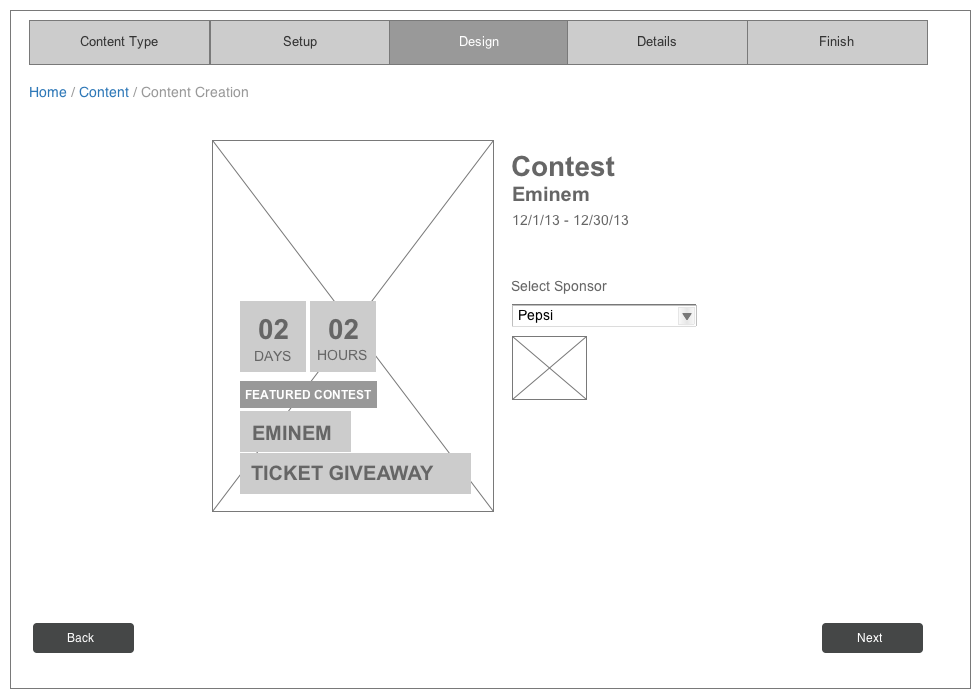 Content Type Setup Design Details Finish
Home / Content / Content Creation
Contest
Eminem
12/1/13 - 12/30/13
Select Sponsor
Pepsi
02 02
DAYS HOURS
FEATURED CONTEST
EMINEM
TICKET GIVEAWAY
Back Next